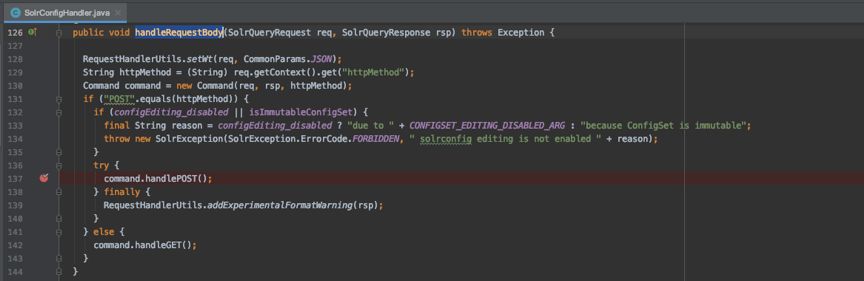 SolrConfigHandler.java
126 public void handleRequestBody(SolrQueryRequest req, SolrQueryResponse rsp) throws Exception {
127
128 RequestHandlerUtils.setWt(req, CommonParams.JSON);
129 String httpMethod = (String) req.getContext().get("httpMethod");
130 Command command = new Command(req, rsp, httpMethod);
131 if ("POST".equals(httpMethod)) {
132 if (configEditing_disabled || isImmutableConfigSet) {
133 final String reason = configEditing_disabled ? "due to " + CONFIGSET_EDITING_DISABLED_ARG : "because ConfigSet is immutable";
134 throw new SolrException(SolrException.ErrorCode.FORBIDDEN, " solrconfig editing is not enabled " + reason);
135 }
136 try {
137 command.handlePOST();
138 } finally {
139 RequestHandlerUtils.addExperimentalFormatWarning(rsp);
140 }
141 } else {
142 command.handleGET();
143 }
144 }